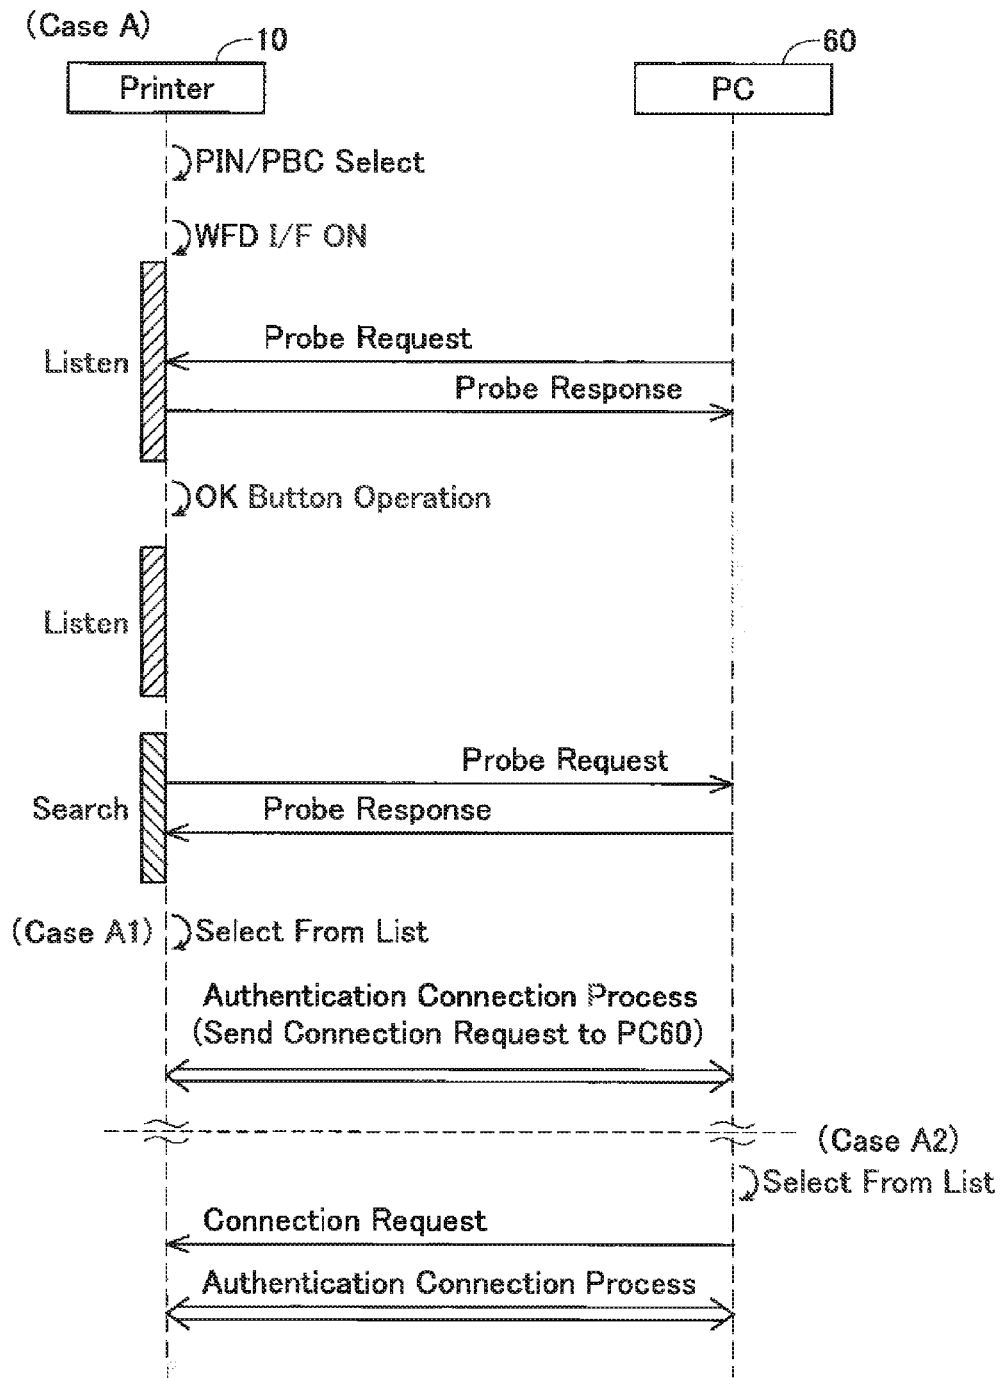 (Case A)
10
60
Printer
PC
PIN/PBC Select
WFD I/F ON
Probe Request
Listen
Probe Response
OK Button Operation
Listen
Probe Request
Search
Probe Response
(Case A1)
Select From List
Authentication Connection Process
(Send Connection Request to PC60)
(Case A2)
Select From List
Connection Request
Authentication Connection Process